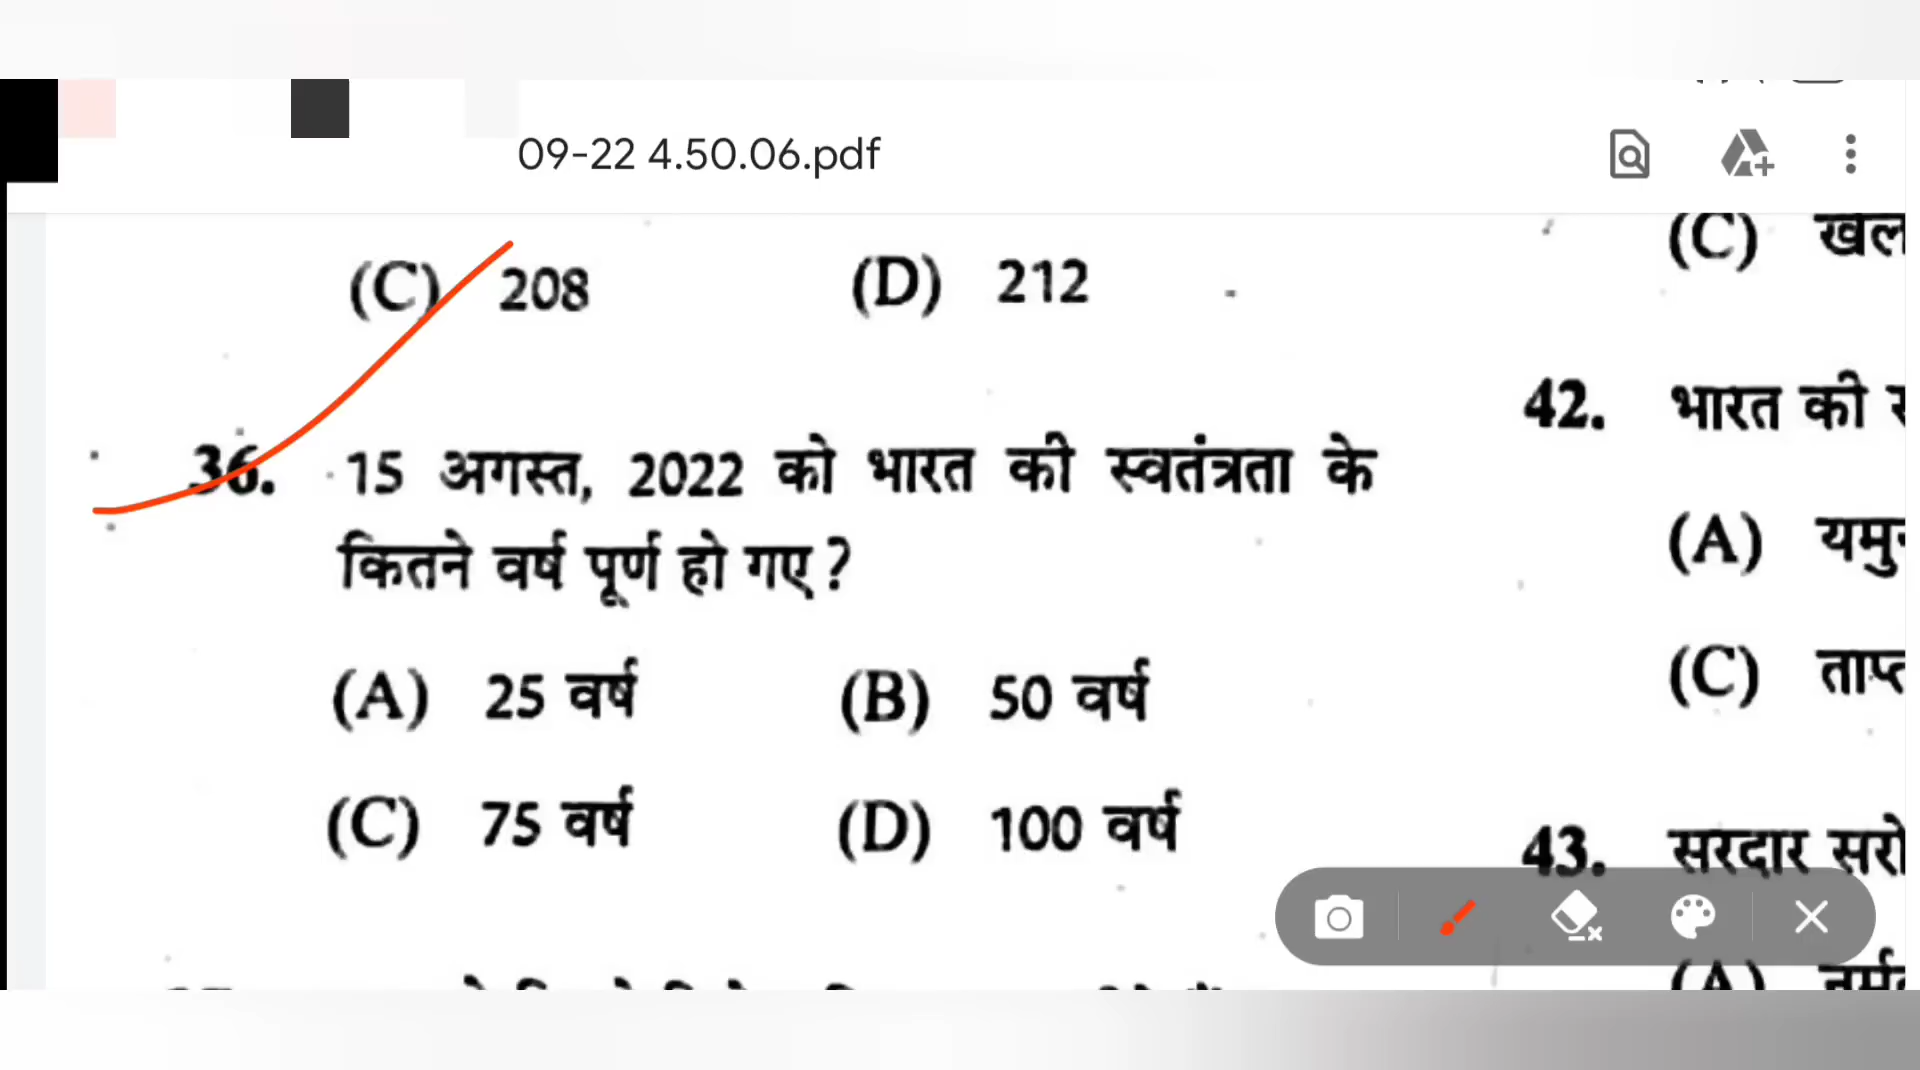 09-22 4.50.06.pdf
(C) 208 (D) 212
36. 15 अगस्त, 2022 को भारत की स्वतंत्रता के
कितने वर्ष पूर्ण हो गए?
(A) 25 वर्ष (B) 50 वर्ष
(C) 75 वर्ष (D) 100 वर्ष
(C)
42. भारत की
(A)
(C)
43. सरदार
(A)